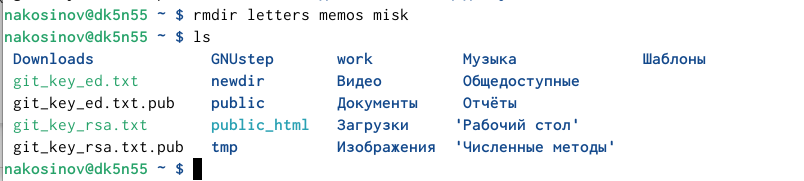 nakosinov@dk5n55 ~ $ rmdir letters memos misk
nakosinov@dk5n55 ~ $ ls
Downloads GNUstep work Музыка Шаблоны
git_key_ed.txt newdir Видео Общедоступные
git_key_ed.txt.pub public Документы Отчёты
git_key_rsa.txt public_html Загрузки 'Рабочий стол'
git_key_rsa.txt.pub tmp Изображения 'Численные методы'
nakosinov@dk5n55 ~ $